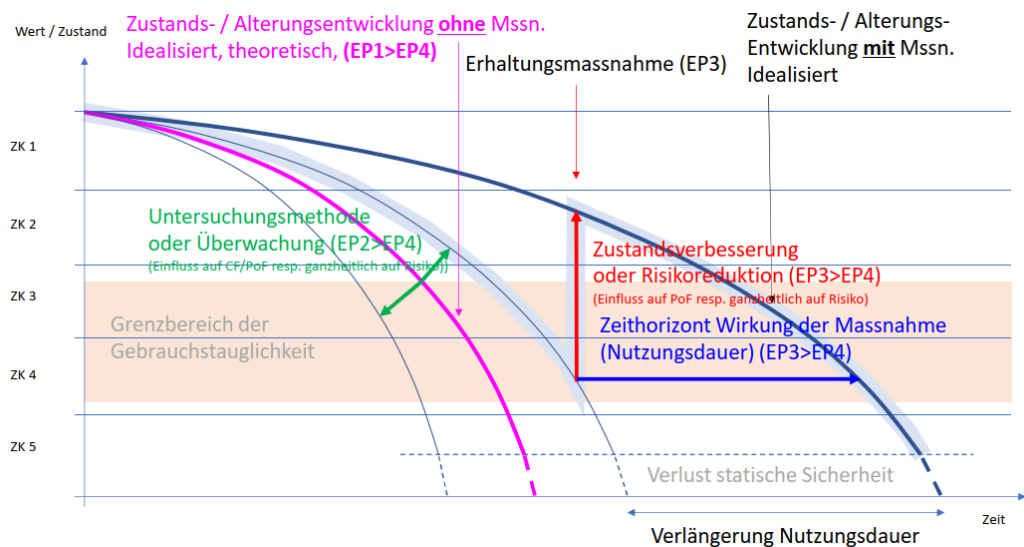 Wert / Zustand
Zustands- / Alterungsentwicklung ohne Mssn.
Idealisiert, theoretisch, (EP1>EP4)
Erhaltungsmassnahme (EP3)
Zustands- / Alterungs-
Entwicklung mit Mssn.
Idealisiert
ZK 1
ZK 2
ZK 3
ZK 4
ZK 5
Untersuchungsmethode
oder Überwachung (EP2>EP4)
(Einfluss auf CF/PoF resp. ganzheitlich auf Risiko))
Zustandsverbesserung
oder Risikoreduktion (EP3>EP4)
(Einfluss auf PoF resp. ganzheitlich auf Risiko)
Zeithorizont Wirkung der Massnahme
(Nutzungsdauer) (EP3>EP4)
Grenzbereich der
Gebrauchstauglichkeit
Verlust statische Sicherheit
Zeit
Verlängerung Nutzungsdauer